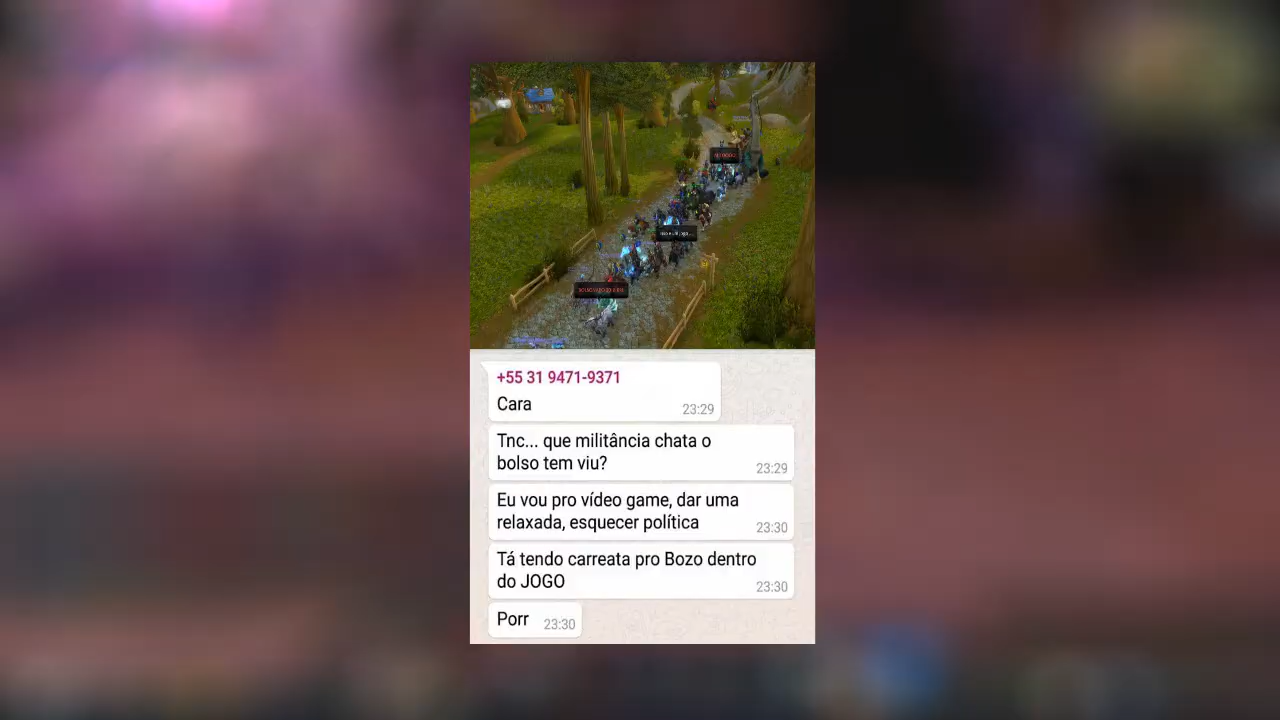 +55 31 9471-9371
Cara
23:29
Tnc... que militância chata o
bolso tem viu?
23:29
Eu vou pro vídeo game, dar uma
relaxada, esquecer política
23:30
Tá tendo carreata pro Bozo dentro
do JOGO
23:30
Porr
23:30